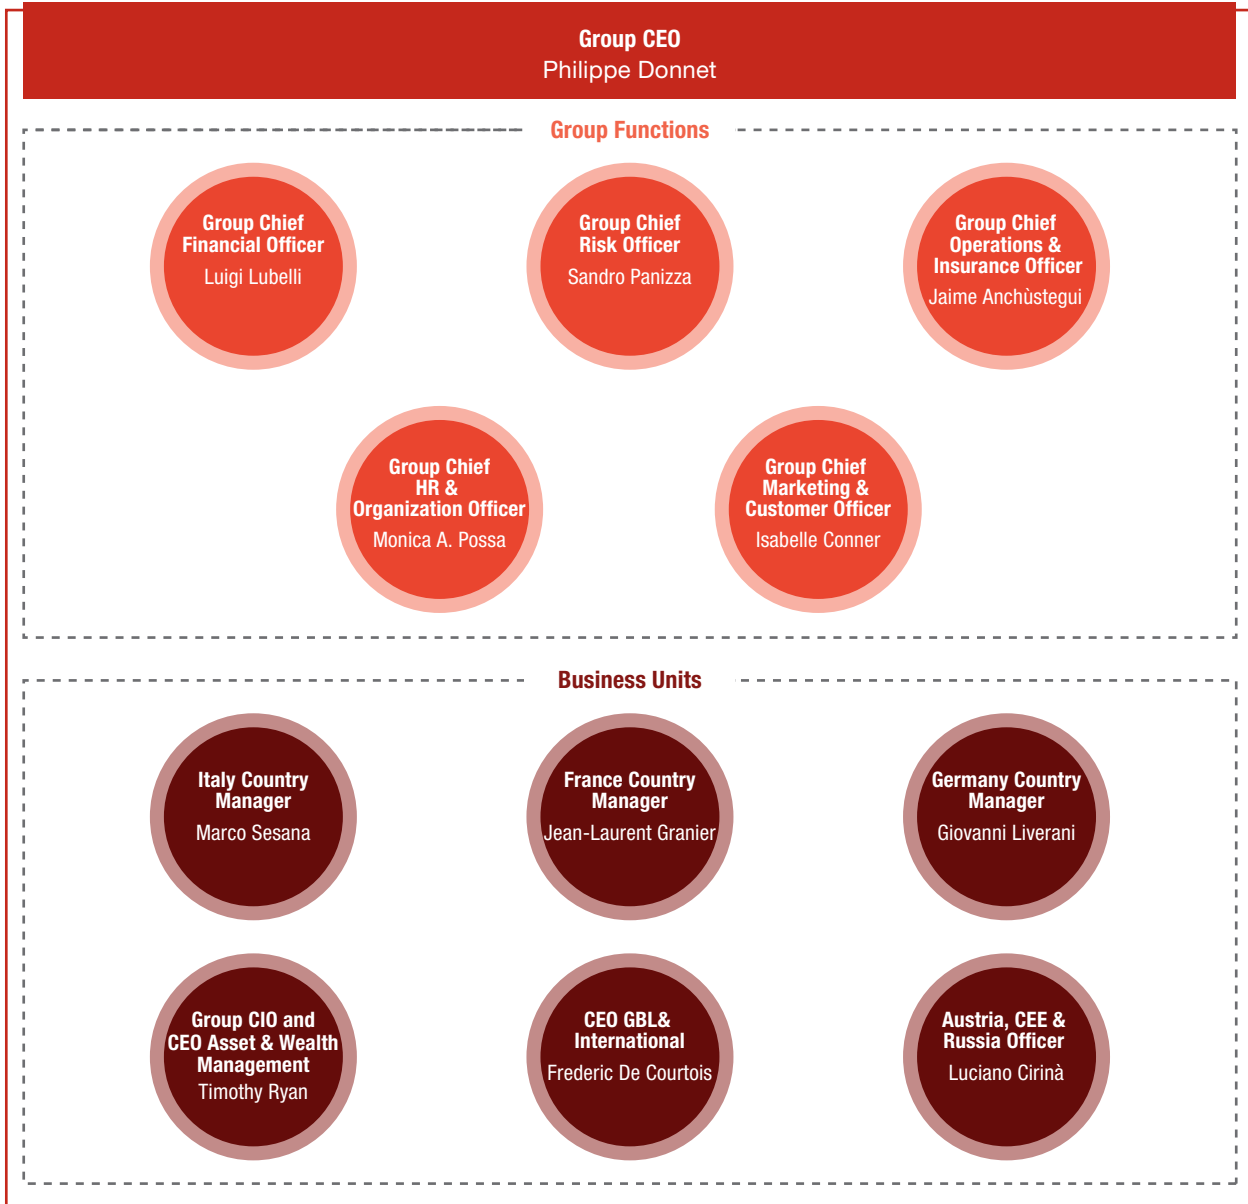 Group CEO
Philippe Donnet
Group Functions
Group Chief
Financial Officer
Luigi Lubelli
Group Chief
Risk Officer
Sandro Panizza
Group Chief
Operations &
Insurance Officer
Jaime Anchùstegui
Group Chief
HR &
Organization Officer
Monica A. Possa
Group Chief
Marketing &
Customer Officer
Isabelle Conner
Business Units
Italy Country
Manager
Marco Sesana
France Country
Manager
Jean-Laurent Granier
Germany Country
Manager
Giovanni Liverani
Group CIO and
CEO Asset & Wealth
Management
Timothy Ryan
CEO GBL&
International
Frederic De Courtois
Austria, CEE &
Russia Officer
Luciano Cirinà